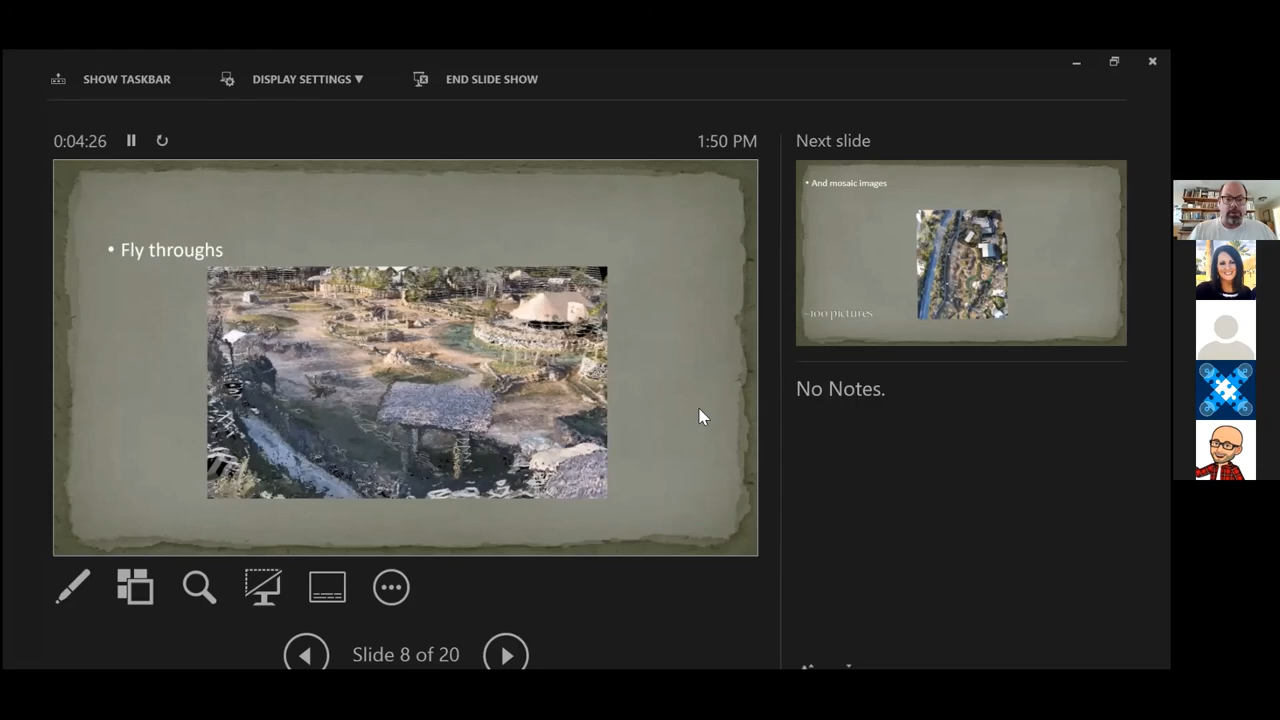 SHOW TASKBAR
DISPLAY SETTINGS ▼
END SLIDE SHOW
0:04:26
1:50 PM
• Fly throughs
Next slide
• And mosaic images
~100 pictures
No Notes.
Slide 8 of 20